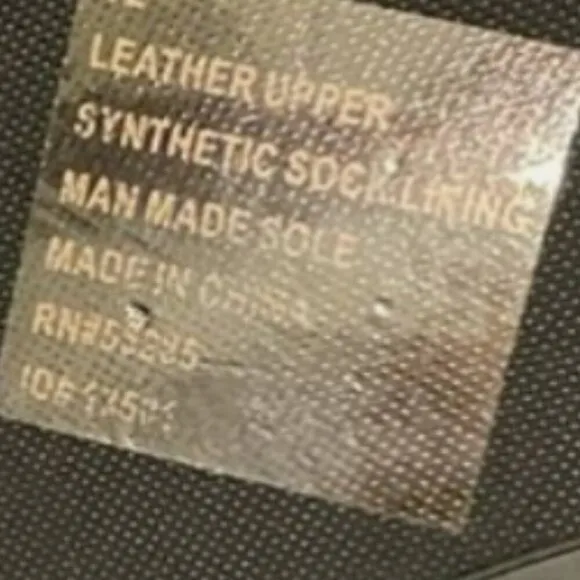 LEATHER UPPER
SYNTHETIC SOCK LINING
MAN MADE SOLE
MADE IN CHINA